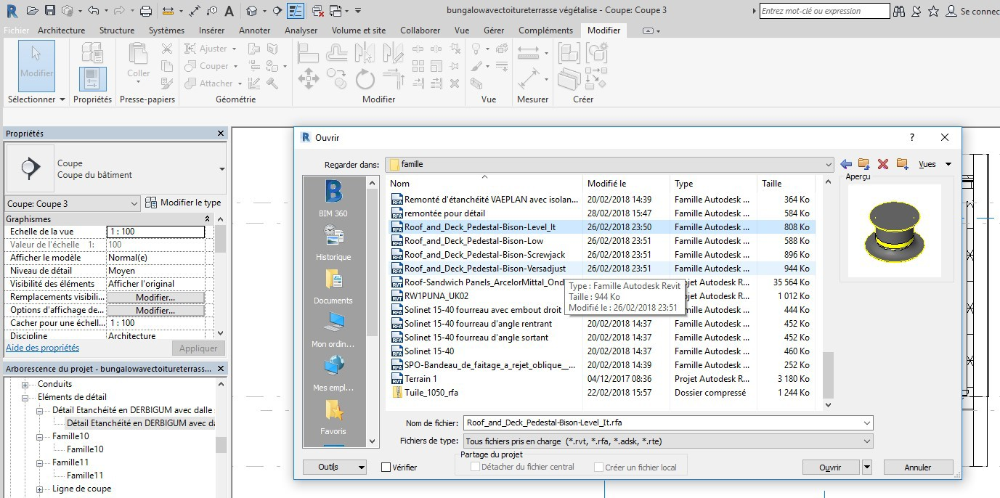 bungalowavectoitureterrasse végétalise - Coupe: Coupe 3
Entrez mot-clé ou expression
Se connec
Fichier Architecture Structure Systèmes Insérer Annoter Analyser Volume et site Collaborer Vue Gérer Compléments Modifier
Modifier
Coller
Ajuster
Couper
Attacher
Sélectionner Propriétés Presse-papiers Géométrie Modifier Vue Mesurer Créer
Propriétés
Coupe
Coupe du bâtiment
Coupe: Coupe 3 Modifier le type
Graphismes
Echelle de la vue 1 : 100
Valeur de l'échelle 1: 100
Afficher le modèle Normal(e)
Niveau de détail Moyen
Visibilité des éléments Afficher l'original
Remplacements visibili... Modifier...
Options d'affichage de... Modifier...
Cacher pour une échell... 1 : 100
Discipline Architecture
Aide des propriétés Appliquer
Arborescence du projet - bungalowavectoitureterrass...
Conduits
Eléments de détail
Détail Etanchéité en DERBIGUM avec dalle
Détail Etanchéité en DERBIGUM avec da
Famille10
Famille10
Famille11
Famille11
Ligne de coupe
Ouvrir
?
Regarder dans: famille Vues
BIM 360
Historique
Documents
Mon ordin...
Mes empl...
Favoris
Nom Modifié le Type Taille
Remonté d'étanchéité VAEPLAN avec isolan... 20/02/2018 14:39 Famille Autodesk ... 364 Ko
remontée pour détail 28/02/2018 15:47 Famille Autodesk ... 584 Ko
Roof_and_Deck_Pedestal-Bison-Level_It 26/02/2018 23:50 Famille Autodesk ... 808 Ko
Roof_and_Deck_Pedestal-Bison-Low 26/02/2018 23:51 Famille Autodesk ... 588 Ko
Roof_and_Deck_Pedestal-Bison-Screwjack 26/02/2018 23:51 Famille Autodesk ... 896 Ko
Roof_and_Deck_Pedestal-Bison-Versadjust 26/02/2018 23:51 Famille Autodesk ... 944 Ko
Roof-Sandwich Panels_ArcelorMittal_Ond ojet Autodesk R... 35 564 Ko
RW1PUNA_UK02 ojet Autodesk R... 1 012 Ko
Solinet 15-40 fourreau avec embout droit Famille Autodesk ... 444 Ko
Solinet 15-40 fourreau d'angle rentrant 20/02/2018 14:37 Famille Autodesk ... 452 Ko
Solinet 15-40 fourreau d'angle sortant 20/02/2018 14:37 Famille Autodesk ... 452 Ko
Solinet 15-40 20/02/2018 14:37 Famille Autodesk ... 460 Ko
SPO-Bandeau_de_faitage_a_rejet_oblique__... 20/02/2018 14:39 Famille Autodesk ... 252 Ko
Terrain 1 04/12/2017 08:36 Projet Autodesk R... 3 180 Ko
Tuile_1050_rfa 22/02/2018 15:57 Dossier compressé 1 244 Ko
Type : Famille Autodesk Revit
Taille : 944 Ko
Modifié le : 26/02/2018 23:51
Aperçu
Nom de fichier: Roof_and_Deck_Pedestal-Bison-Level_It.rfa
Fichiers de type: Tous fichiers pris en charge (*.rvt, *.rfa, *.adsk, *.rte)
Partage du projet
Outils Vérifier Détacher du fichier central Créer un fichier local Ouvrir Annuler